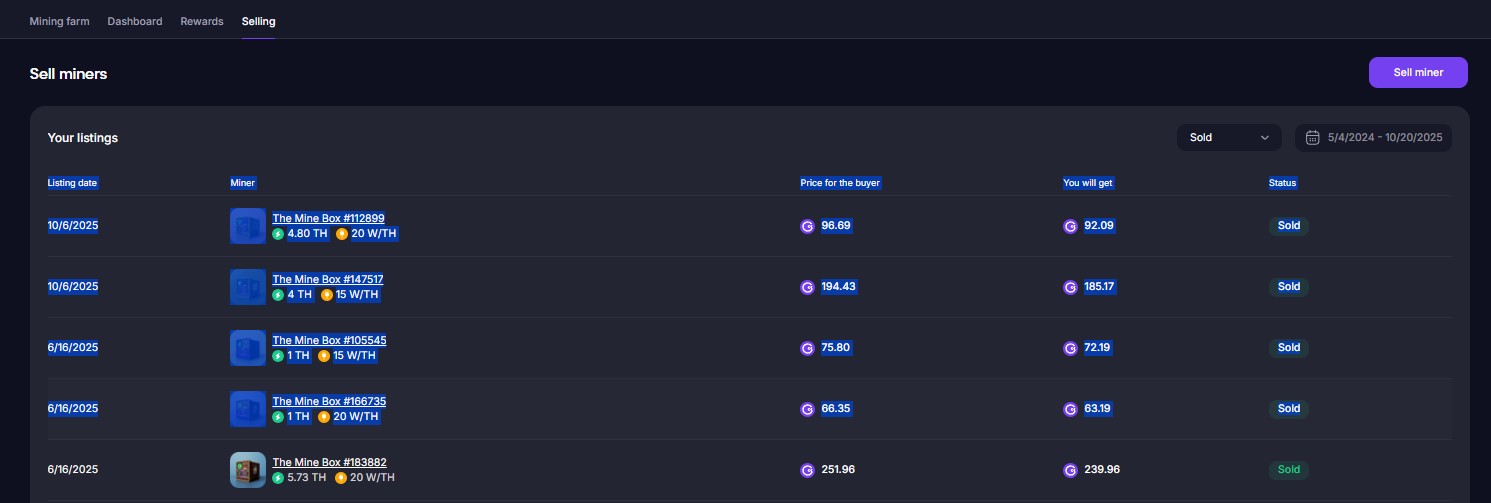 Mining farm Dashboard Rewards Selling
Sell miners Sell miner
Your listings Sold 5/4/2024 - 10/20/2025
Listing date Miner Price for the buyer You will get Status
The Mine Box #112899
10/6/2025 96.69 92.09 Sold
4.80 TH 20 W/TH
The Mine Box #147517
10/6/2025 194.43 185.17 Sold
4 TH 15 W/TH
The Mine Box #105545
6/16/2025 75.80 72.19 Sold
1 TH 15 W/TH
The Mine Box #166735
6/16/2025 66.35 63.19 Sold
1 TH 20 W/TH
The Mine Box #183882
6/16/2025 251.96 239.96 Sold
5.73 TH 20 W/TH